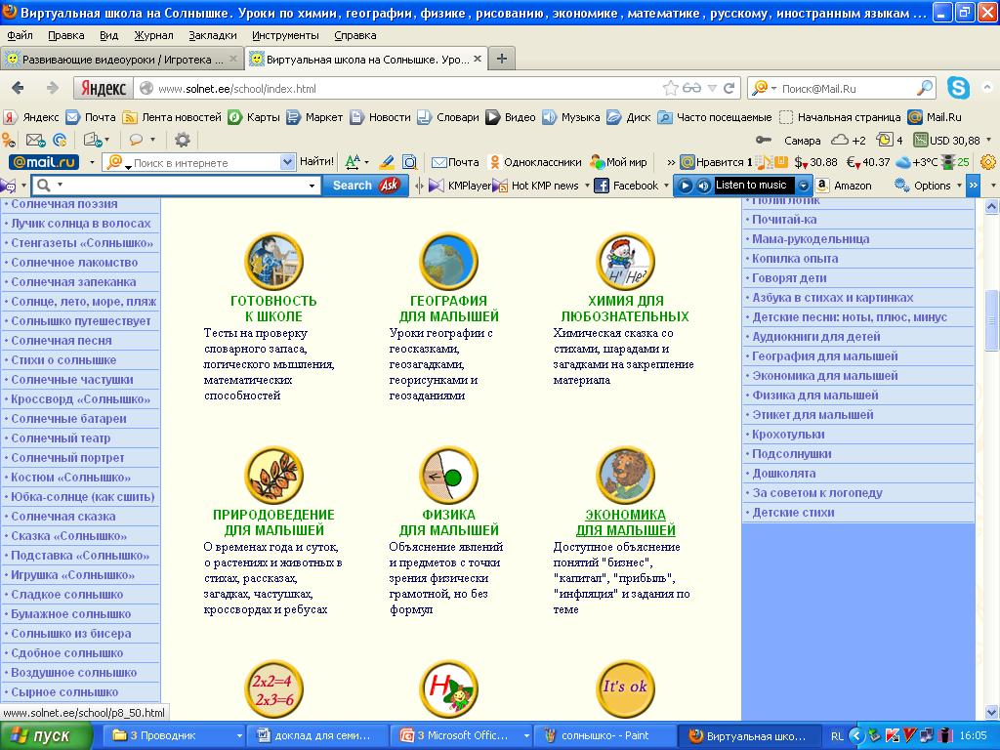 Виртуальная школа на Солнышке. Уроки по химии, географии, физике, рисованию, экономике, математике, русскому, иностранным языкам ...
Файл Правка Вид Журнал Закладки Инструменты Справка
Развивающие видеоуроки / Игротека ...
Виртуальная школа на Солнышке. Уро...
Яндекс www.solnet.ee/school/index.html
Поиск@Mail.Ru
Яндекс Почта Лента новостей Карты Маркет Новости Словари Видео Музыка Диск Часто посещаемые Начальная страница Mail.Ru
Самара +2 4 USD 30,88
@mail.ru Поиск в интернете Найти! Почта Одноклассники Мой мир » Нравится 1 30.88 40.37 +3°C 25
Search Ask KMPlayer Hot KMP news Facebook Listen to music Amazon Options »
Солнечная поэзия
Лучик солнца в волосах
Стенгазеты «Солнышко»
Солнечное лакомство
Солнечная запеканка
Солнце, лето, море, пляж
Солнышко путешествует
Солнечная песня
Стихи о солнышке
Солнечные частушки
Кроссворд «Солнышко»
Солнечные батареи
Солнечный театр
Солнечный портрет
Костюм «Солнышко»
Юбка-солнце (как сшить)
Солнечная сказка
Сказка «Солнышко»
Подставка «Солнышко»
Игрушка «Солнышко»
Сладкое солнышко
Бумажное солнышко
Солнышко из бисера
Сдобное солнышко
Воздушное солнышко
Сырное солнышко
ГОТОВНОСТЬ
К ШКОЛЕ
Тесты на проверку
словарного запаса,
логического мышления,
математических
способностей
ГЕОГРАФИЯ
ДЛЯ МАЛЫШЕЙ
Уроки географии с
геосказками,
геозагадками,
георисунками и
геозаданиями
Н' Не?
ХИМИЯ ДЛЯ
ЛЮБОЗНАТЕЛЬНЫХ
Химическая сказка со
стихами, шарадами и
загадками на закрепление
материала
ПРИРОДОВЕДЕНИЕ
ДЛЯ МАЛЫШЕЙ
О временах года и суток,
о растениях и животных в
стихах, рассказах,
загадках, частушках,
кроссвордах и ребусах
ФИЗИКА
ДЛЯ МАЛЫШЕЙ
Объяснение явлений
и предметов с точки
зрения физически
грамотной, но без
формул
ЭКОНОМИКА
ДЛЯ МАЛЫШЕЙ
Доступное объяснение
понятий "бизнес",
"капитал", "прибыль",
"инфляция" и задания по
теме
2x2=4
2x3=6
Н
It's ok
Полиглотик
Почитай-ка
Мама-рукодельница
Копилка опыта
Говорят дети
Азбука в стихах и картинках
Детские песни: ноты, плюс, минус
Аудиокниги для детей
География для малышей
Экономика для малышей
Физика для малышей
Этикет для малышей
Крохотульки
Подсолнушки
Дошколята
За советом к логопеду
Детские стихи
www.solnet.ee/school/p8_50.html
пуск 3 Проводник доклад для семи... 3 Microsoft Offic... солнышко- - Paint Виртуальная шко... RL 16:05